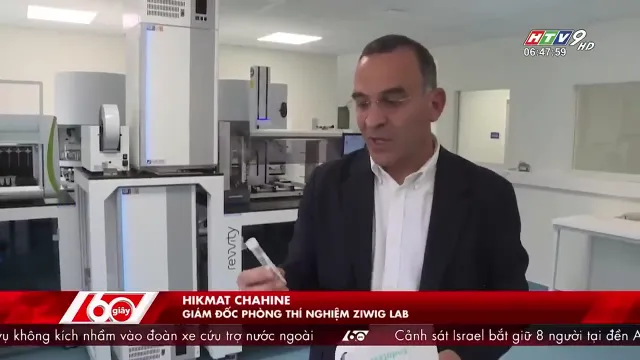 HTV9 HD
06:47:59
revvity
60 giây
HIKMAT CHAHINE
GIÁM ĐỐC PHÒNG THÍ NGHIỆM ZIWIG LAB
vụ không kích nhầm vào đoàn xe cứu trợ nước ngoài
Cảnh sát Israel bắt giữ 8 người tại đền A